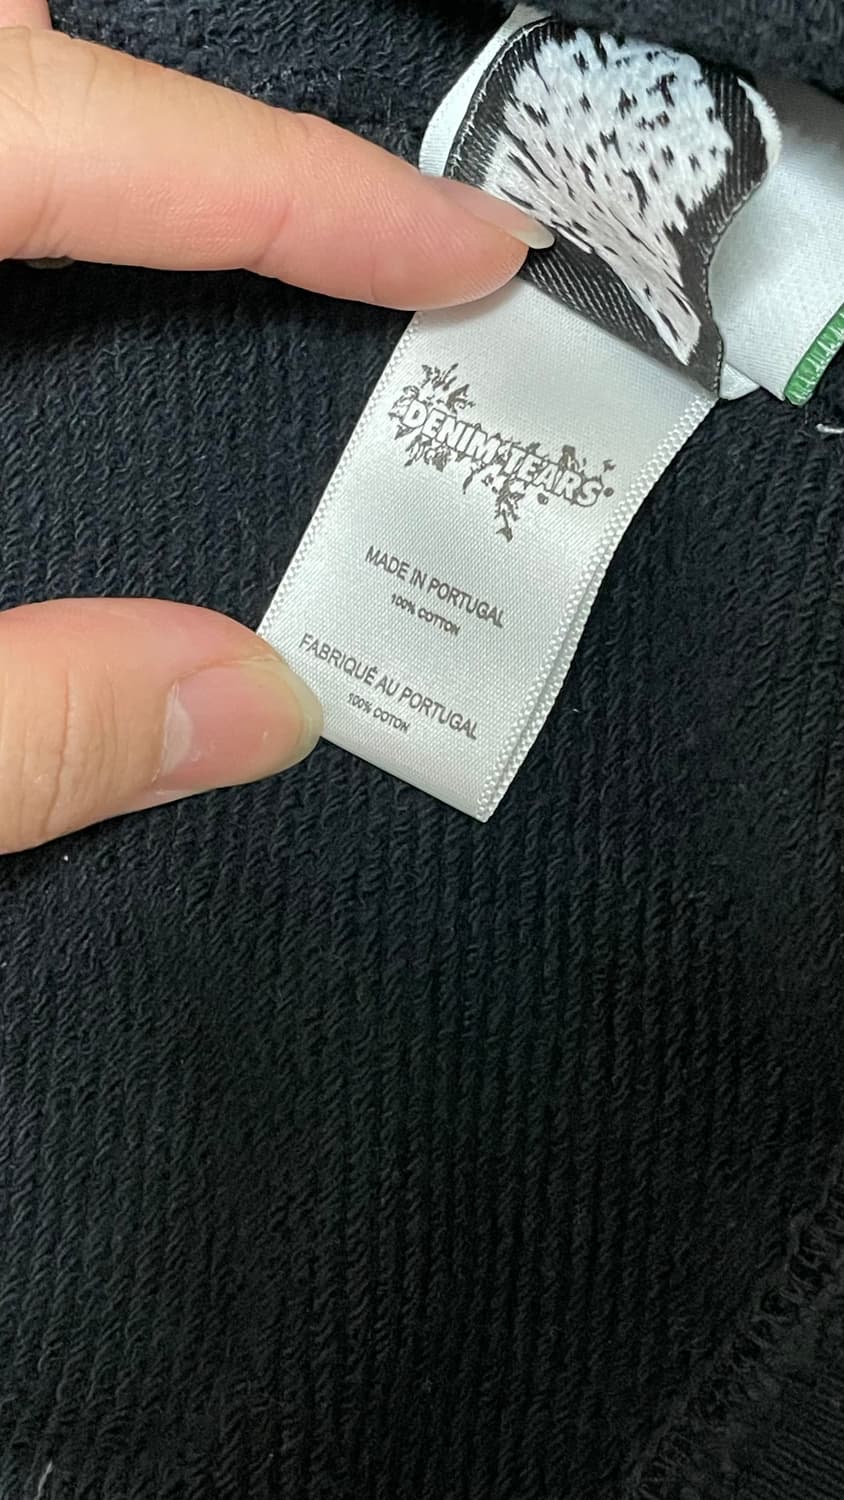 DENIM TEARS
MADE IN PORTUGAL
100% COTTON
FABRIQUÉ AU PORTUGAL
100% COTON